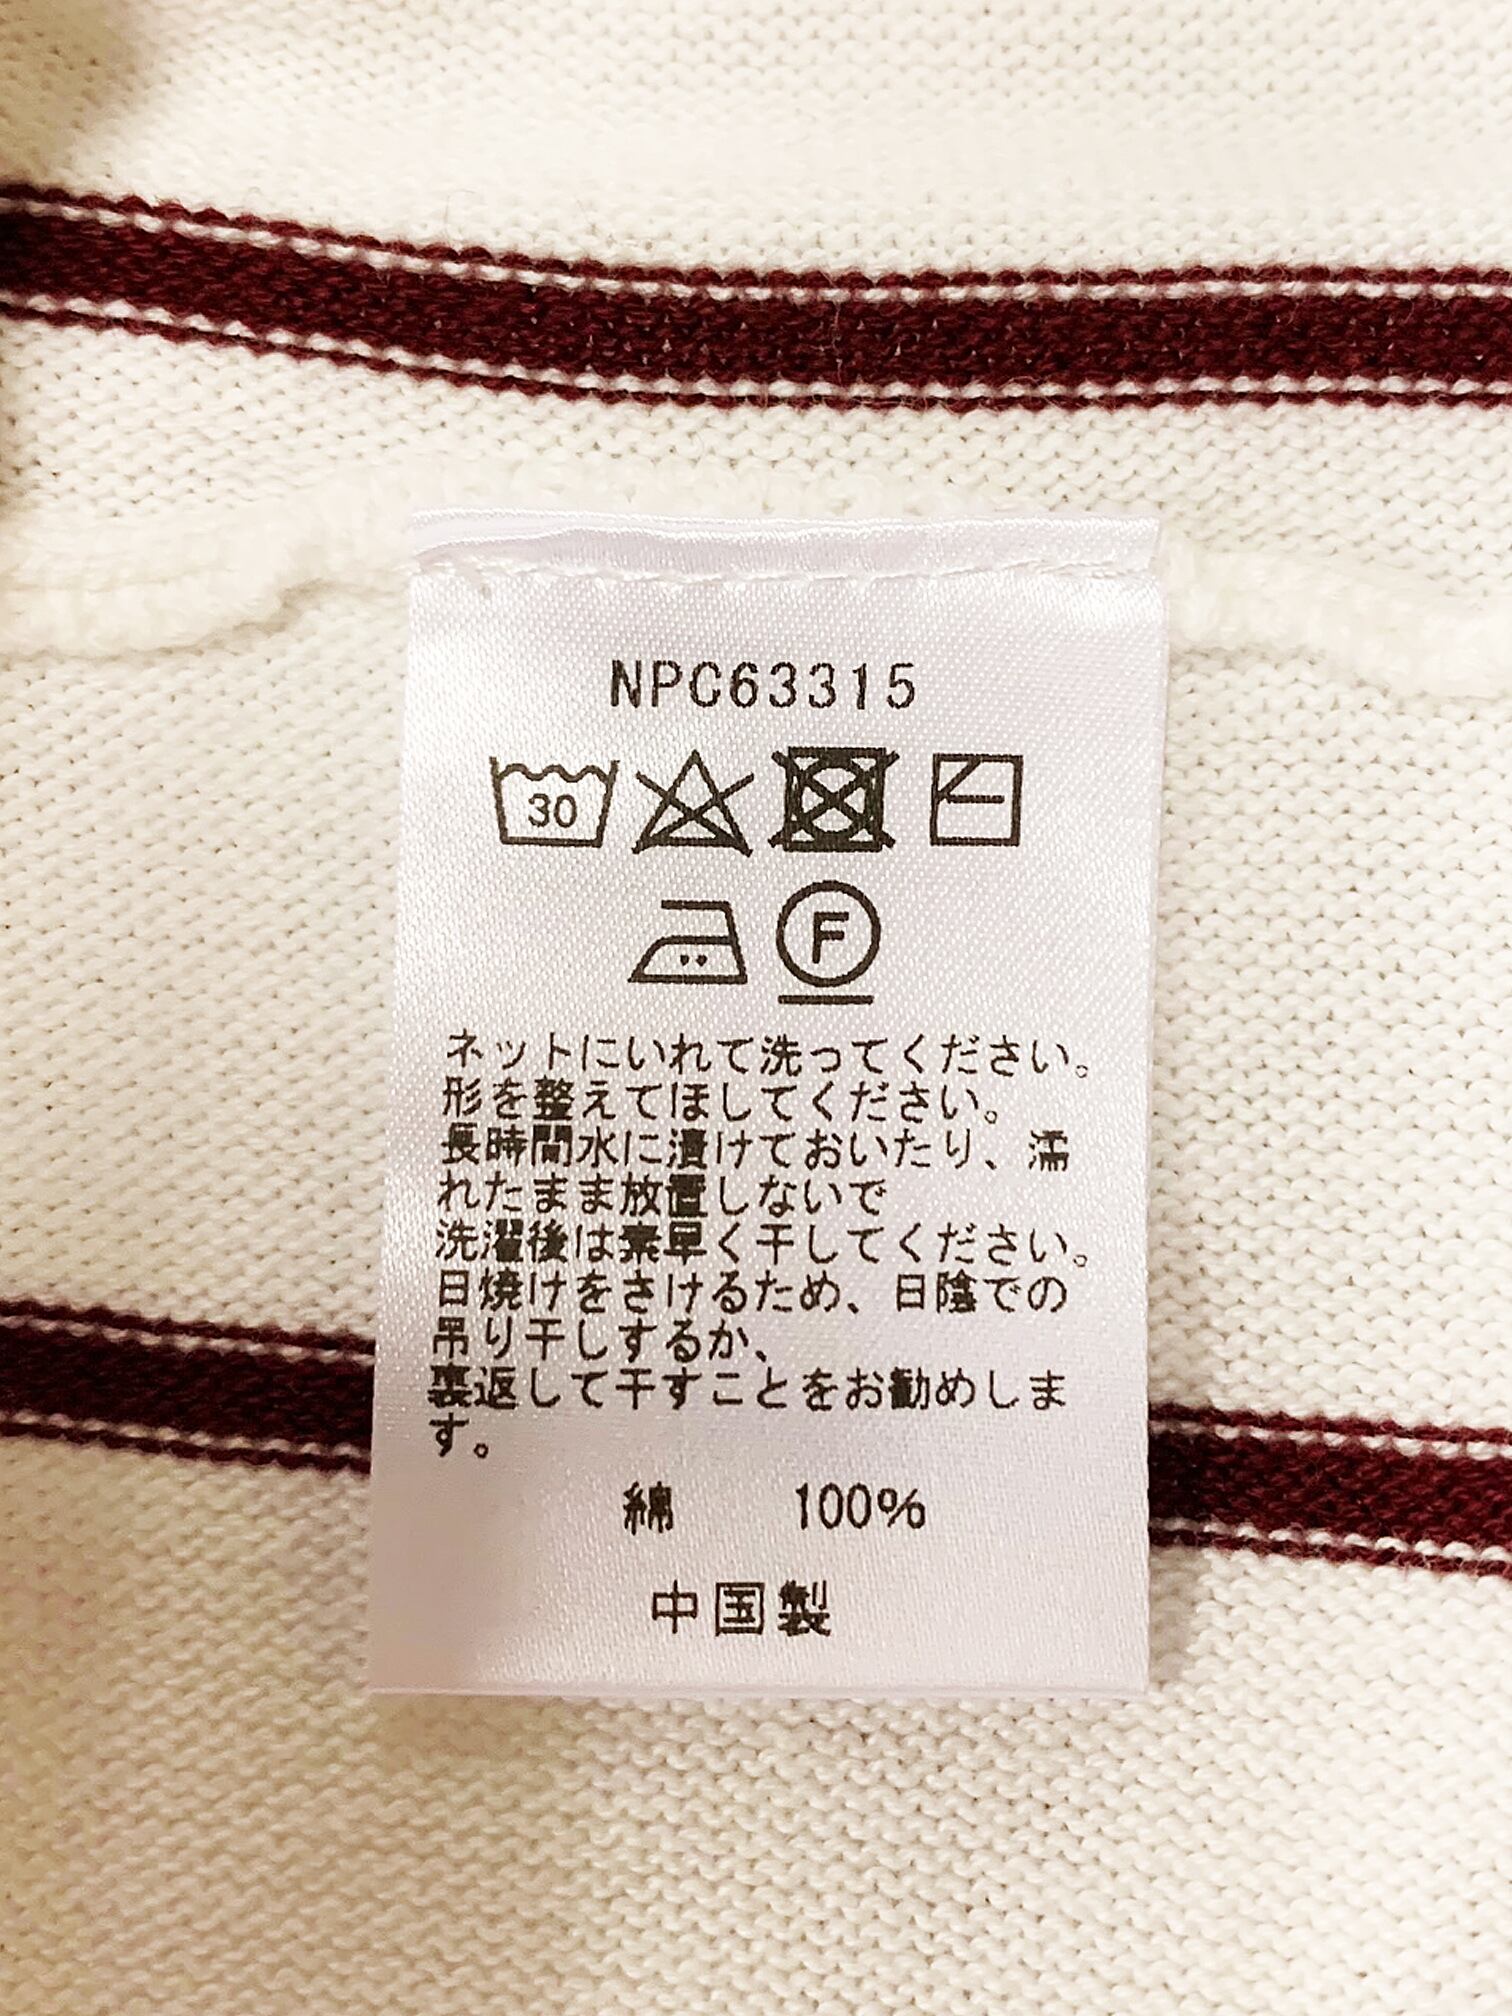 NPC63315
30
F
ネットにいれて洗ってください。
形を整えてほしてください。
長時間水に漬けておいたり、濡
れたまま放置しないで
洗濯後は素早く干してください。
日焼けをさけるため、日陰での
吊り干しするか、
裏返して干すことをお勧めしま
す。
綿 100%
中国製